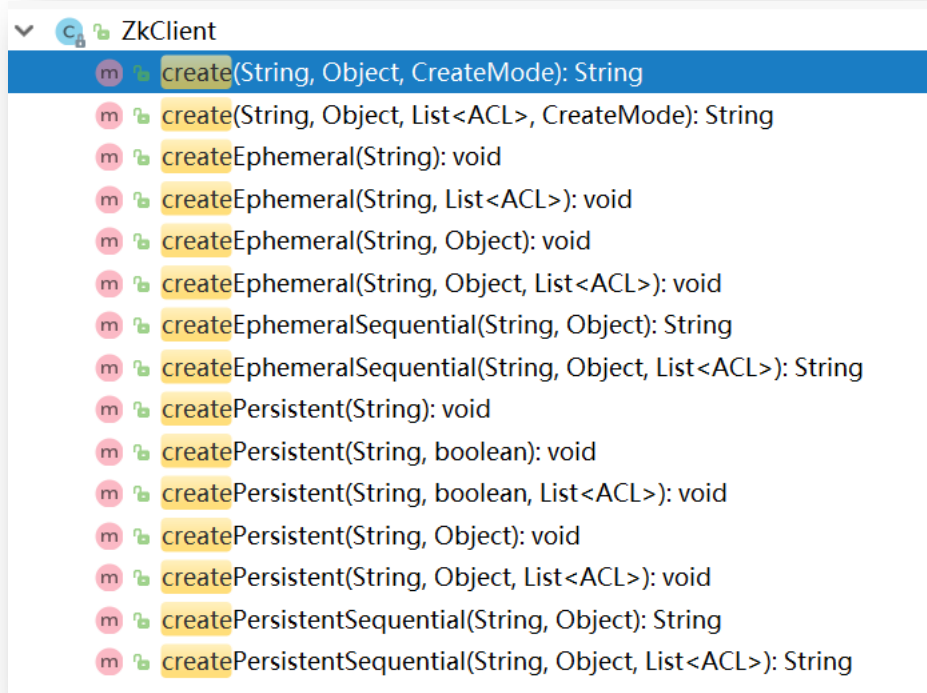 ZkClient
create(String, Object, CreateMode): String
create(String, Object, List<ACL>, CreateMode): String
createEphemeral(String): void
createEphemeral(String, List<ACL>): void
createEphemeral(String, Object): void
createEphemeral(String, Object, List<ACL>): void
createEphemeralSequential(String, Object): String
createEphemeralSequential(String, Object, List<ACL>): String
createPersistent(String): void
createPersistent(String, boolean): void
createPersistent(String, boolean, List<ACL>): void
createPersistent(String, Object): void
createPersistent(String, Object, List<ACL>): void
createPersistentSequential(String, Object): String
createPersistentSequential(String, Object, List<ACL>): String